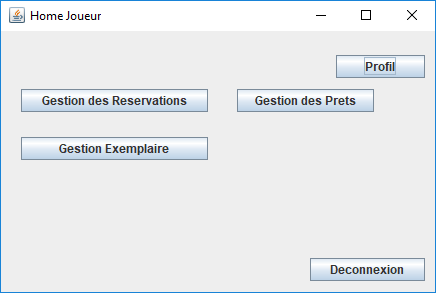 Home Joueur
Profil
Gestion des Reservations
Gestion des Prets
Gestion Exemplaire
Deconnexion